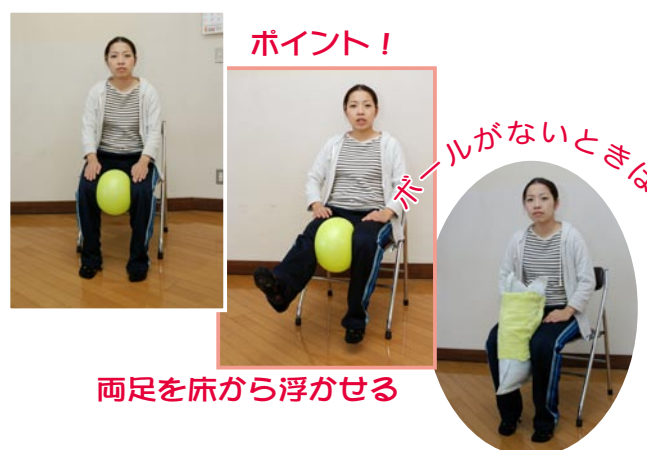 ポイント！
ボールがないときは
両足を床から浮かせる